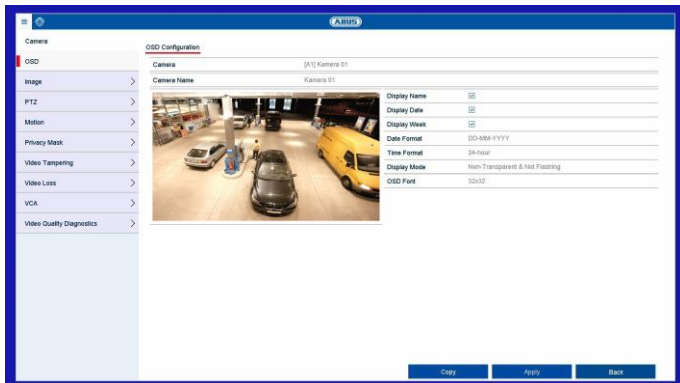 ABUS
Camera
OSD
Image
PTZ
Motion
Privacy Mask
Video Tampering
Video Loss
VCA
Video Quality Diagnostics
OSD Configuration
Camera [A1] Kamera 01
Camera Name Kamera 01
Display Name
Display Date
Display Week
Date Format DD-MM-YYYY
Time Format 24-hour
Display Mode Non-Transparent & Not Flashing
OSD Font 32x32
Copy Apply Back